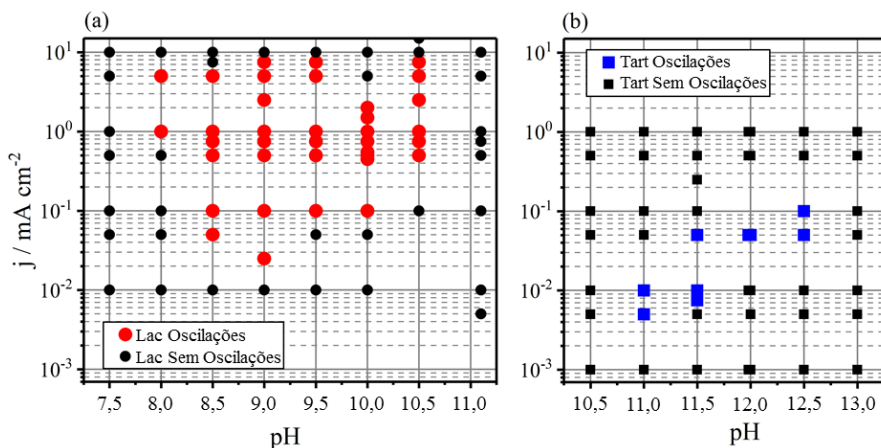 (a)
(b)
j / mA cm⁻²
10¹
10⁰
10⁻¹
10⁻²
10⁻³
Lac Oscilações
Lac Sem Oscilações
7,5 8,0 8,5 9,0 9,5 10,0 10,5 11,0
pH
Tart Oscilações
Tart Sem Oscilações
10¹
10⁰
10⁻¹
10⁻²
10⁻³
10,5 11,0 11,5 12,0 12,5 13,0
pH